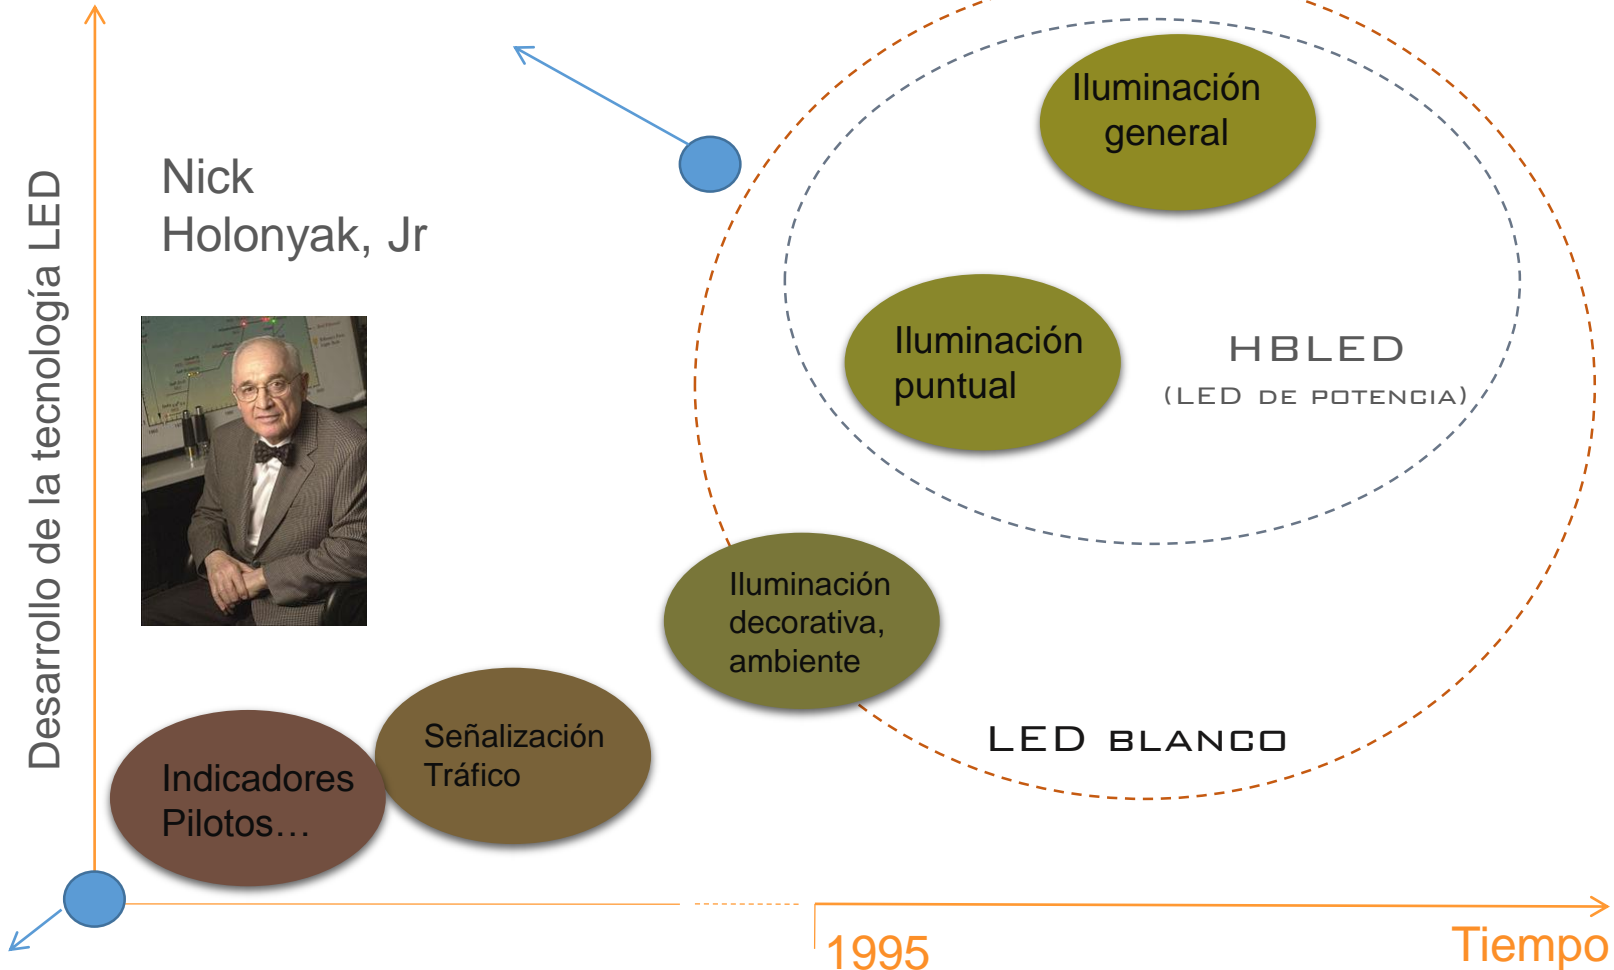 Desarrollo de la tecnología LED
Nick
Holonyak, Jr
Iluminación
general
Iluminación
puntual
HBLED
(LED DE POTENCIA)
Iluminación
decorativa,
ambiente
LED BLANCO
Señalización
Tráfico
Indicadores
Pilotos…
1995
Tiempo